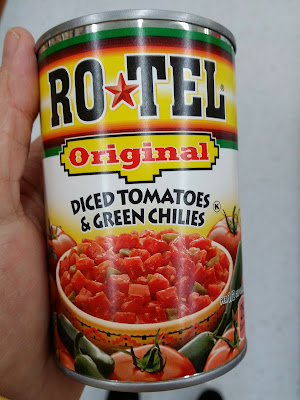 RO★TEL
Original
DICED TOMATOES
& GREEN CHILIES
K